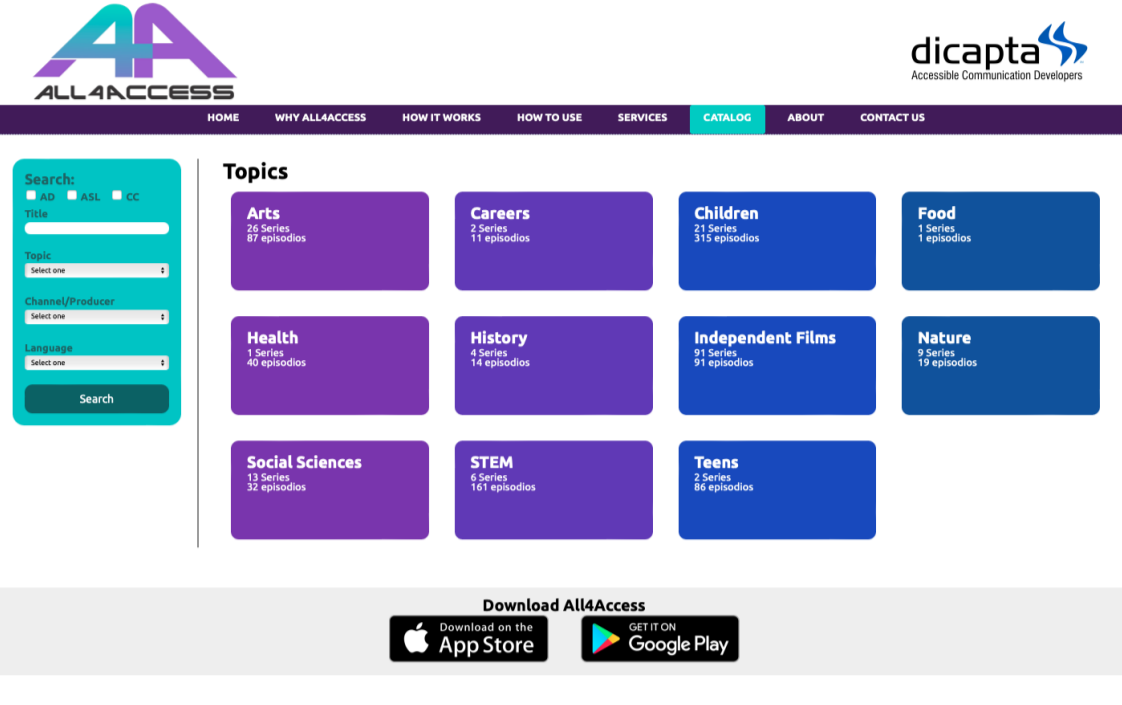 ALL4ACCESS
dicapta
Accessible Communication Developers
HOME WHY ALL4ACCESS HOW IT WORKS HOW TO USE SERVICES CATALOG ABOUT CONTACT US
Search:
AD ASL CC
Title
Topic
Select one
Channel/Producer
Select one
Language
Select one
Search
Topics
Arts
26 Series
87 episodios
Careers
2 Series
11 episodios
Children
21 Series
315 episodios
Food
1 Series
1 episodios
Health
1 Series
40 episodios
History
4 Series
14 episodios
Independent Films
91 Series
91 episodios
Nature
9 Series
19 episodios
Social Sciences
13 Series
32 episodios
STEM
6 Series
161 episodios
Teens
2 Series
86 episodios
Download All4Access
Download on the
App Store
GET IT ON
Google Play